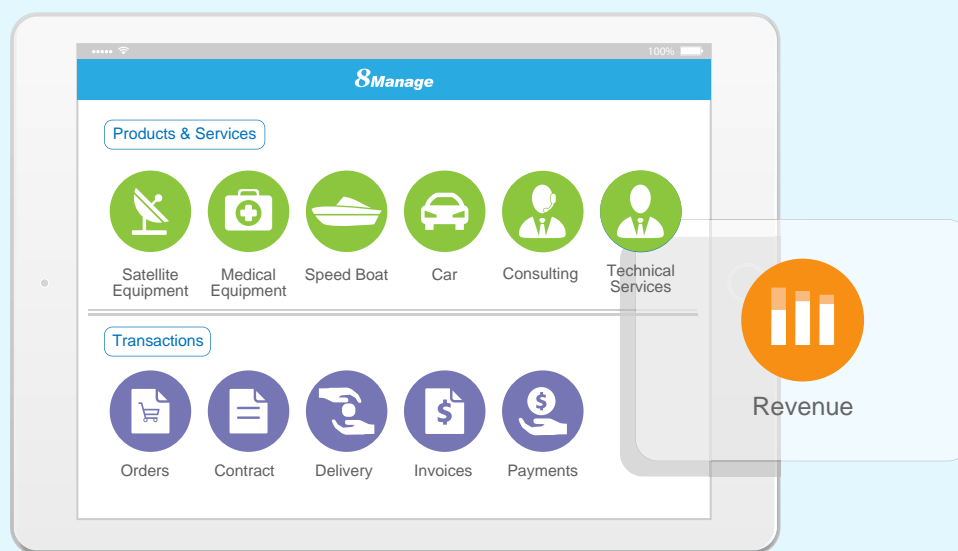 100%
8Manage
Products & Services
Satellite
Equipment
Medical
Equipment
Speed Boat
Car
Consulting
Technical
Services
Transactions
$
$
Orders
Contract
Delivery
Invoices
Payments
Revenue